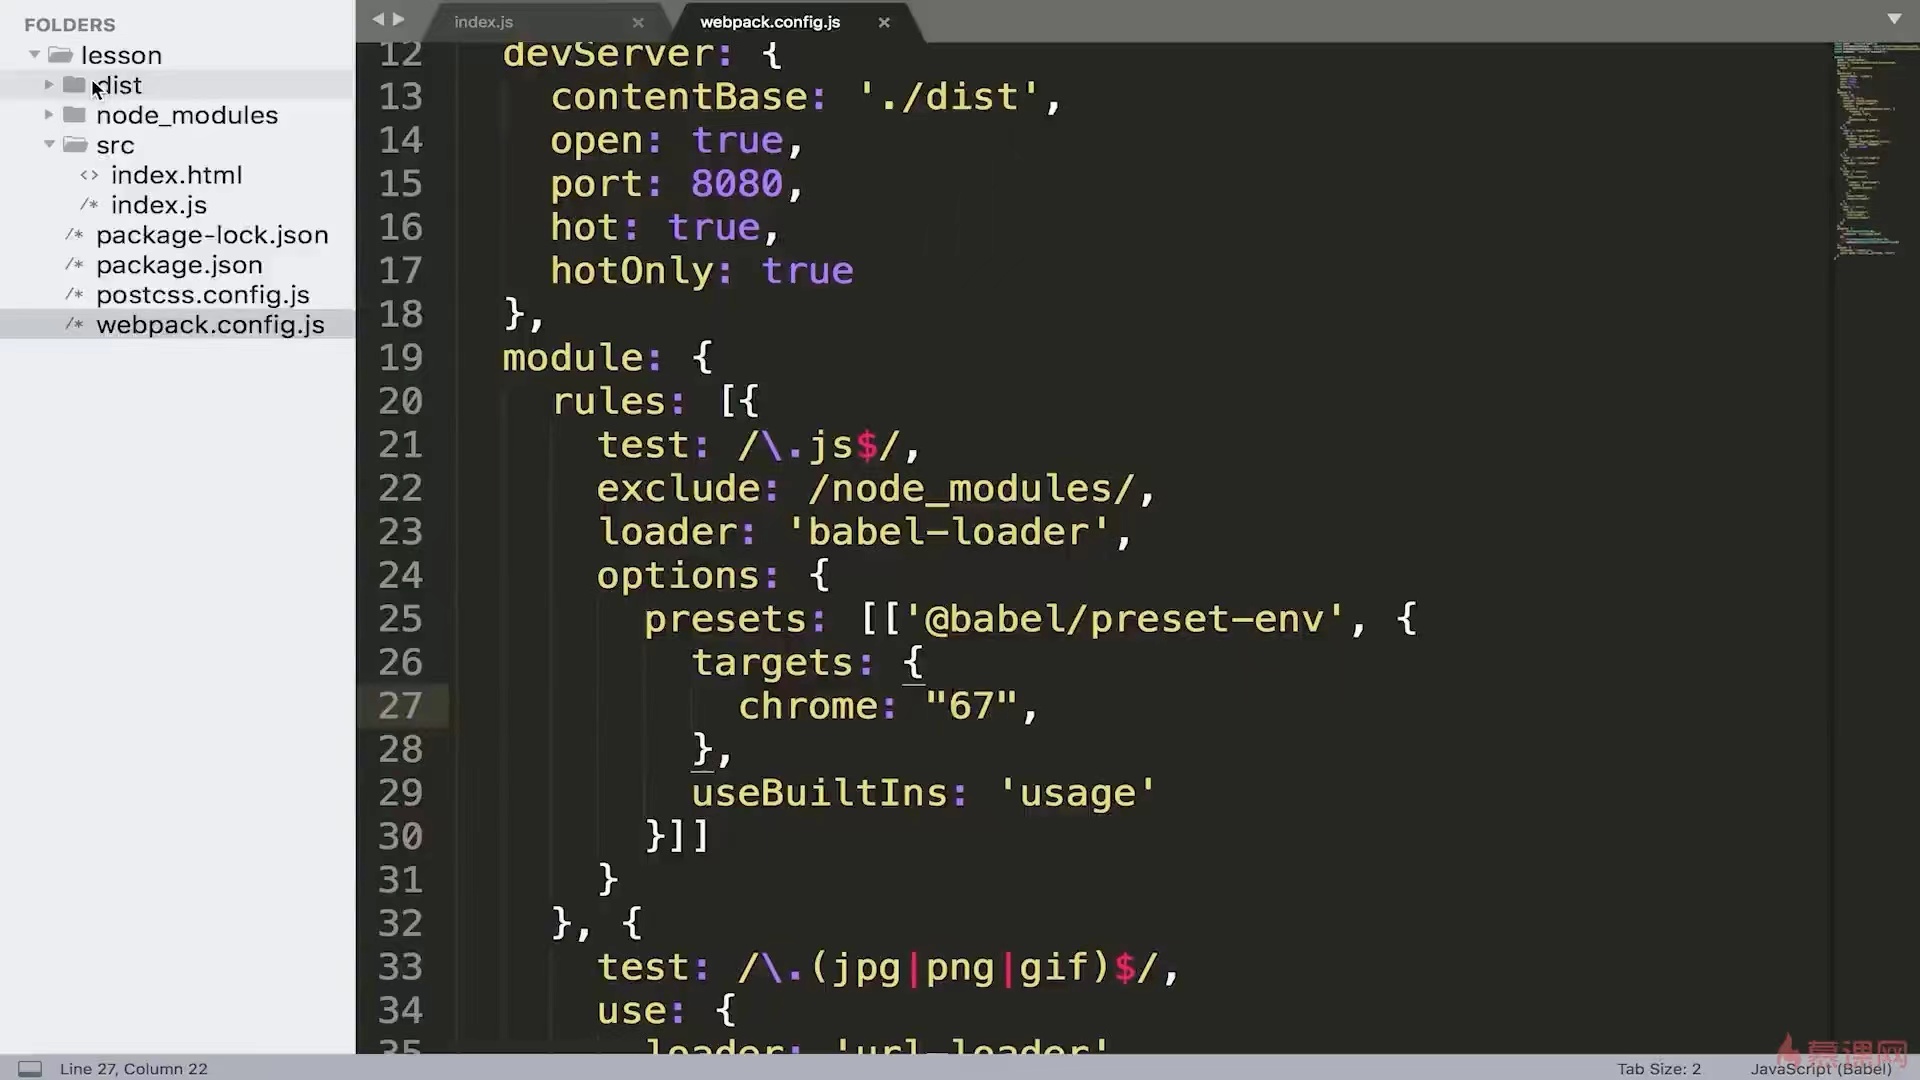 FOLDERS
lesson
dist
node_modules
src
<> index.html
/* index.js
/* package-lock.json
/* package.json
/* postcss.config.js
/* webpack.config.js
index.js ×
webpack.config.js ×
12 devServer: {
13 contentBase: './dist',
14 open: true,
15 port: 8080,
16 hot: true,
17 hotOnly: true
18 },
19 module: {
20 rules: [{
21 test: /\.js$/,
22 exclude: /node_modules/,
23 loader: 'babel-loader',
24 options: {
25 presets: [['@babel/preset-env', {
26 targets: {
27 chrome: "67",
28 },
29 useBuiltIns: 'usage'
30 }]]
31 }
32 }, {
33 test: /\.(jpg|png|gif)$/,
34 use: {
35 loader: 'url-loader'
Line 27, Column 22
Tab Size: 2
JavaScript (Babel)
慕课网